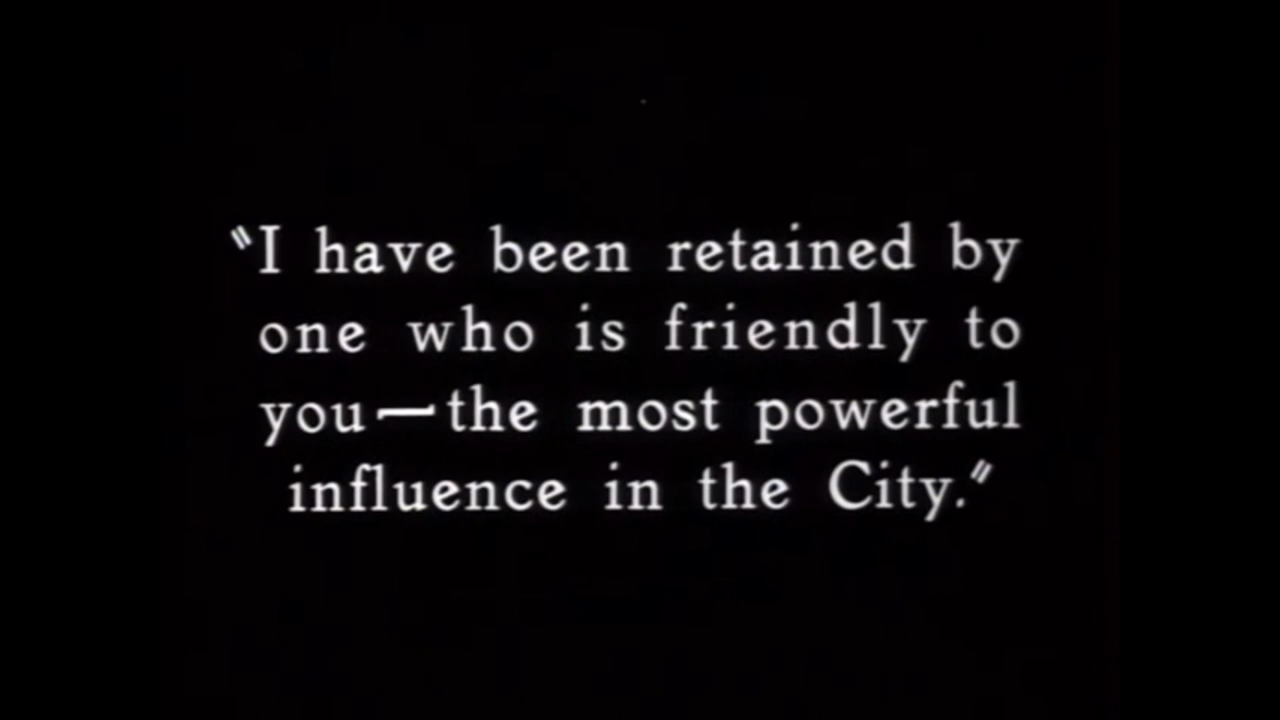 "I have been retained by
one who is friendly to
you—the most powerful
influence in the City."